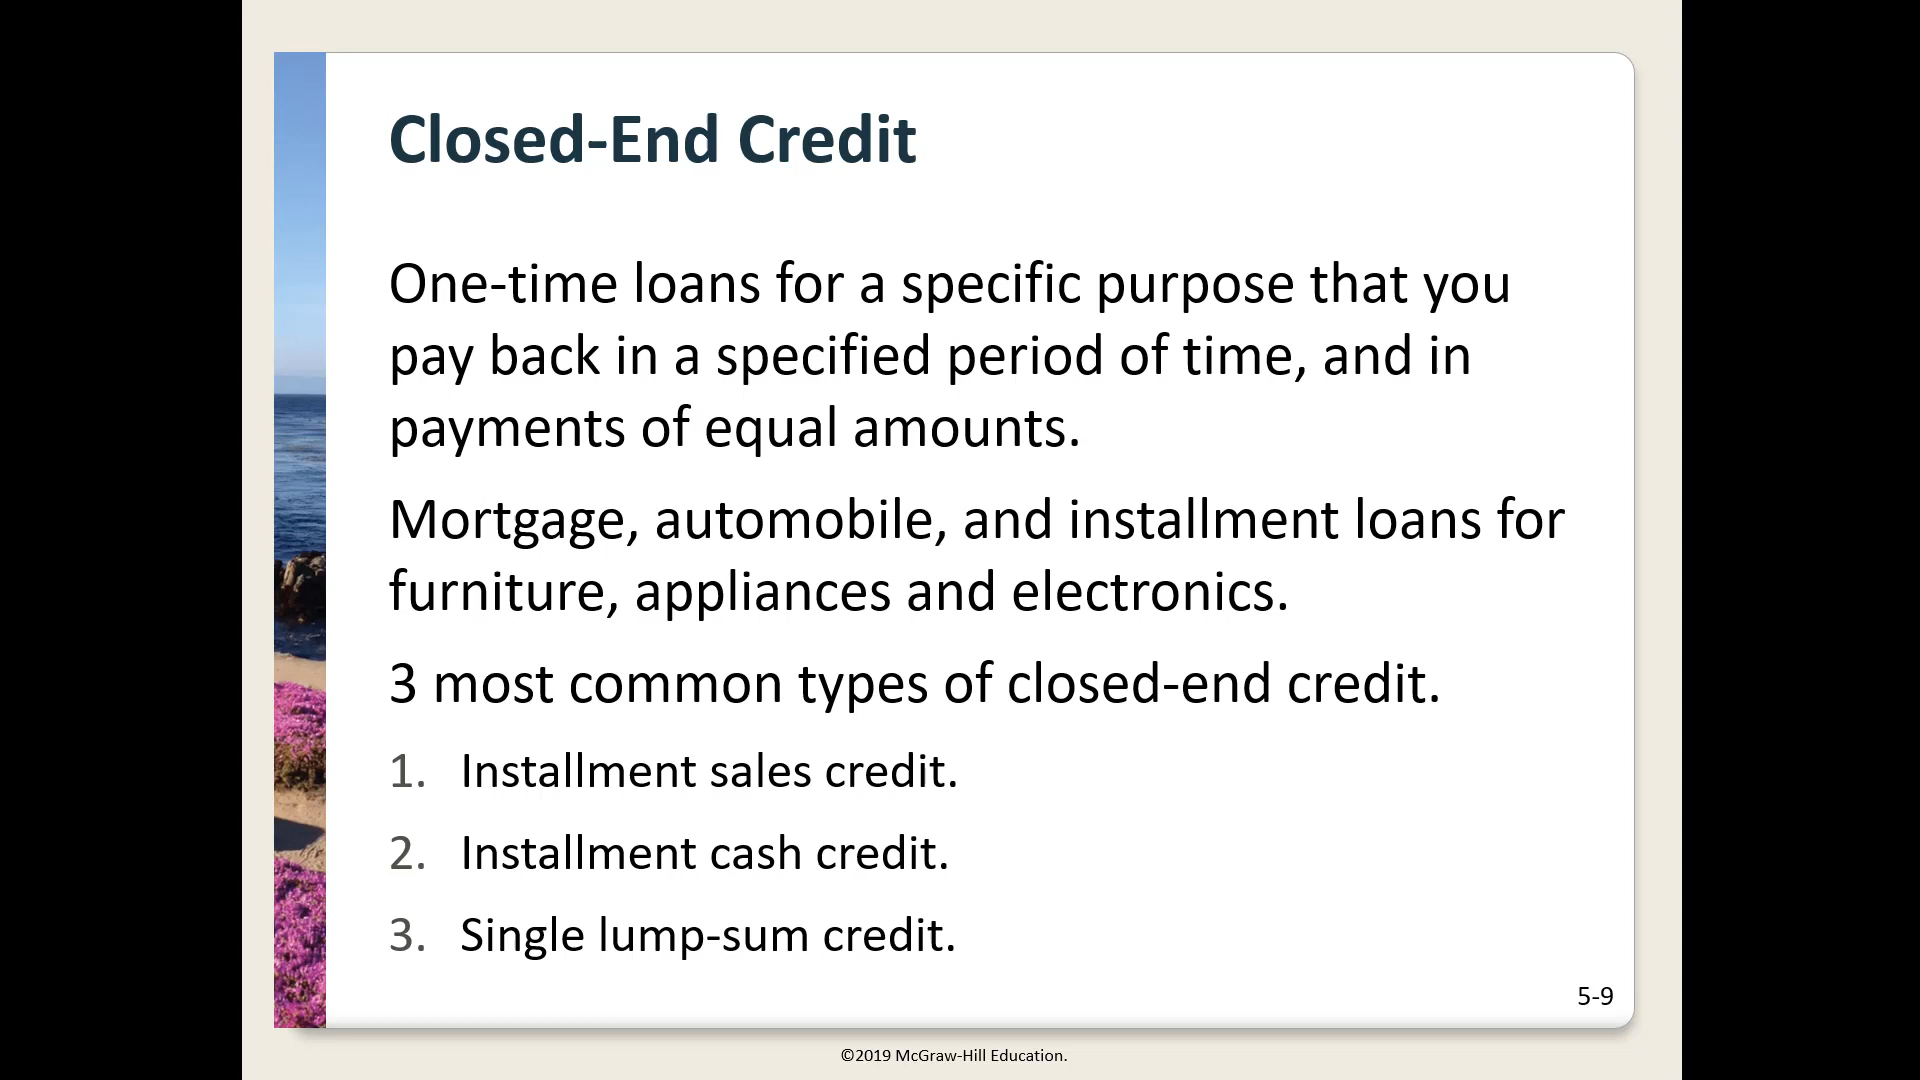 Closed-End Credit
One-time loans for a specific purpose that you
pay back in a specified period of time, and in
payments of equal amounts.
Mortgage, automobile, and installment loans for
furniture, appliances and electronics.
3 most common types of closed-end credit.
1. Installment sales credit.
2. Installment cash credit.
3. Single lump-sum credit.
5-9
©2019 McGraw-Hill Education.